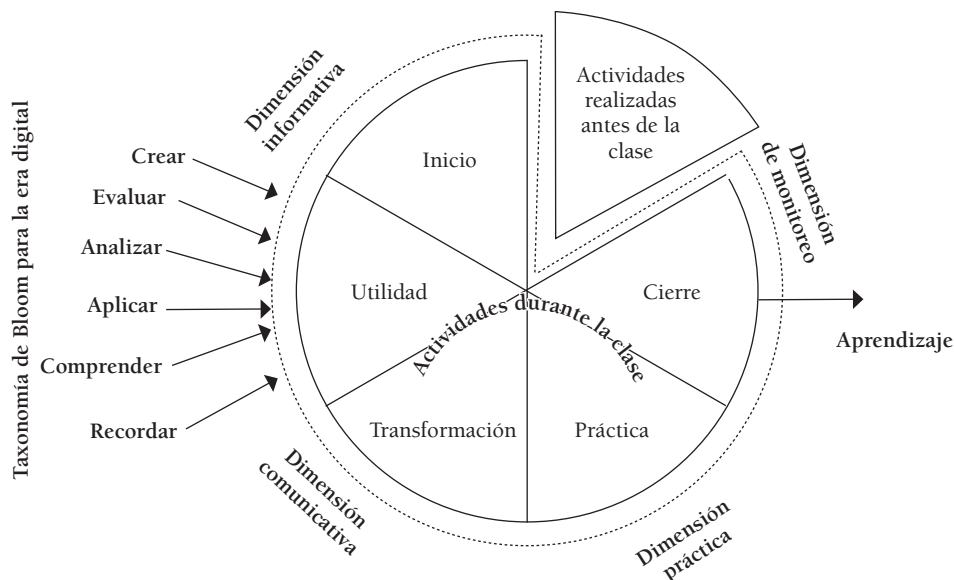 Taxonomía de Bloom para la era digital
Crear
Evaluar
Analizar
Aplicar
Comprender
Recordar
Dimensión
informativa
Actividades
realizadas
antes de la
clase
Dimensión
de monitoreo
Inicio
Utilidad
Cierre
Actividades durante la clase
Transformación
Práctica
Aprendizaje
Dimensión
comunicativa
Dimensión
práctica